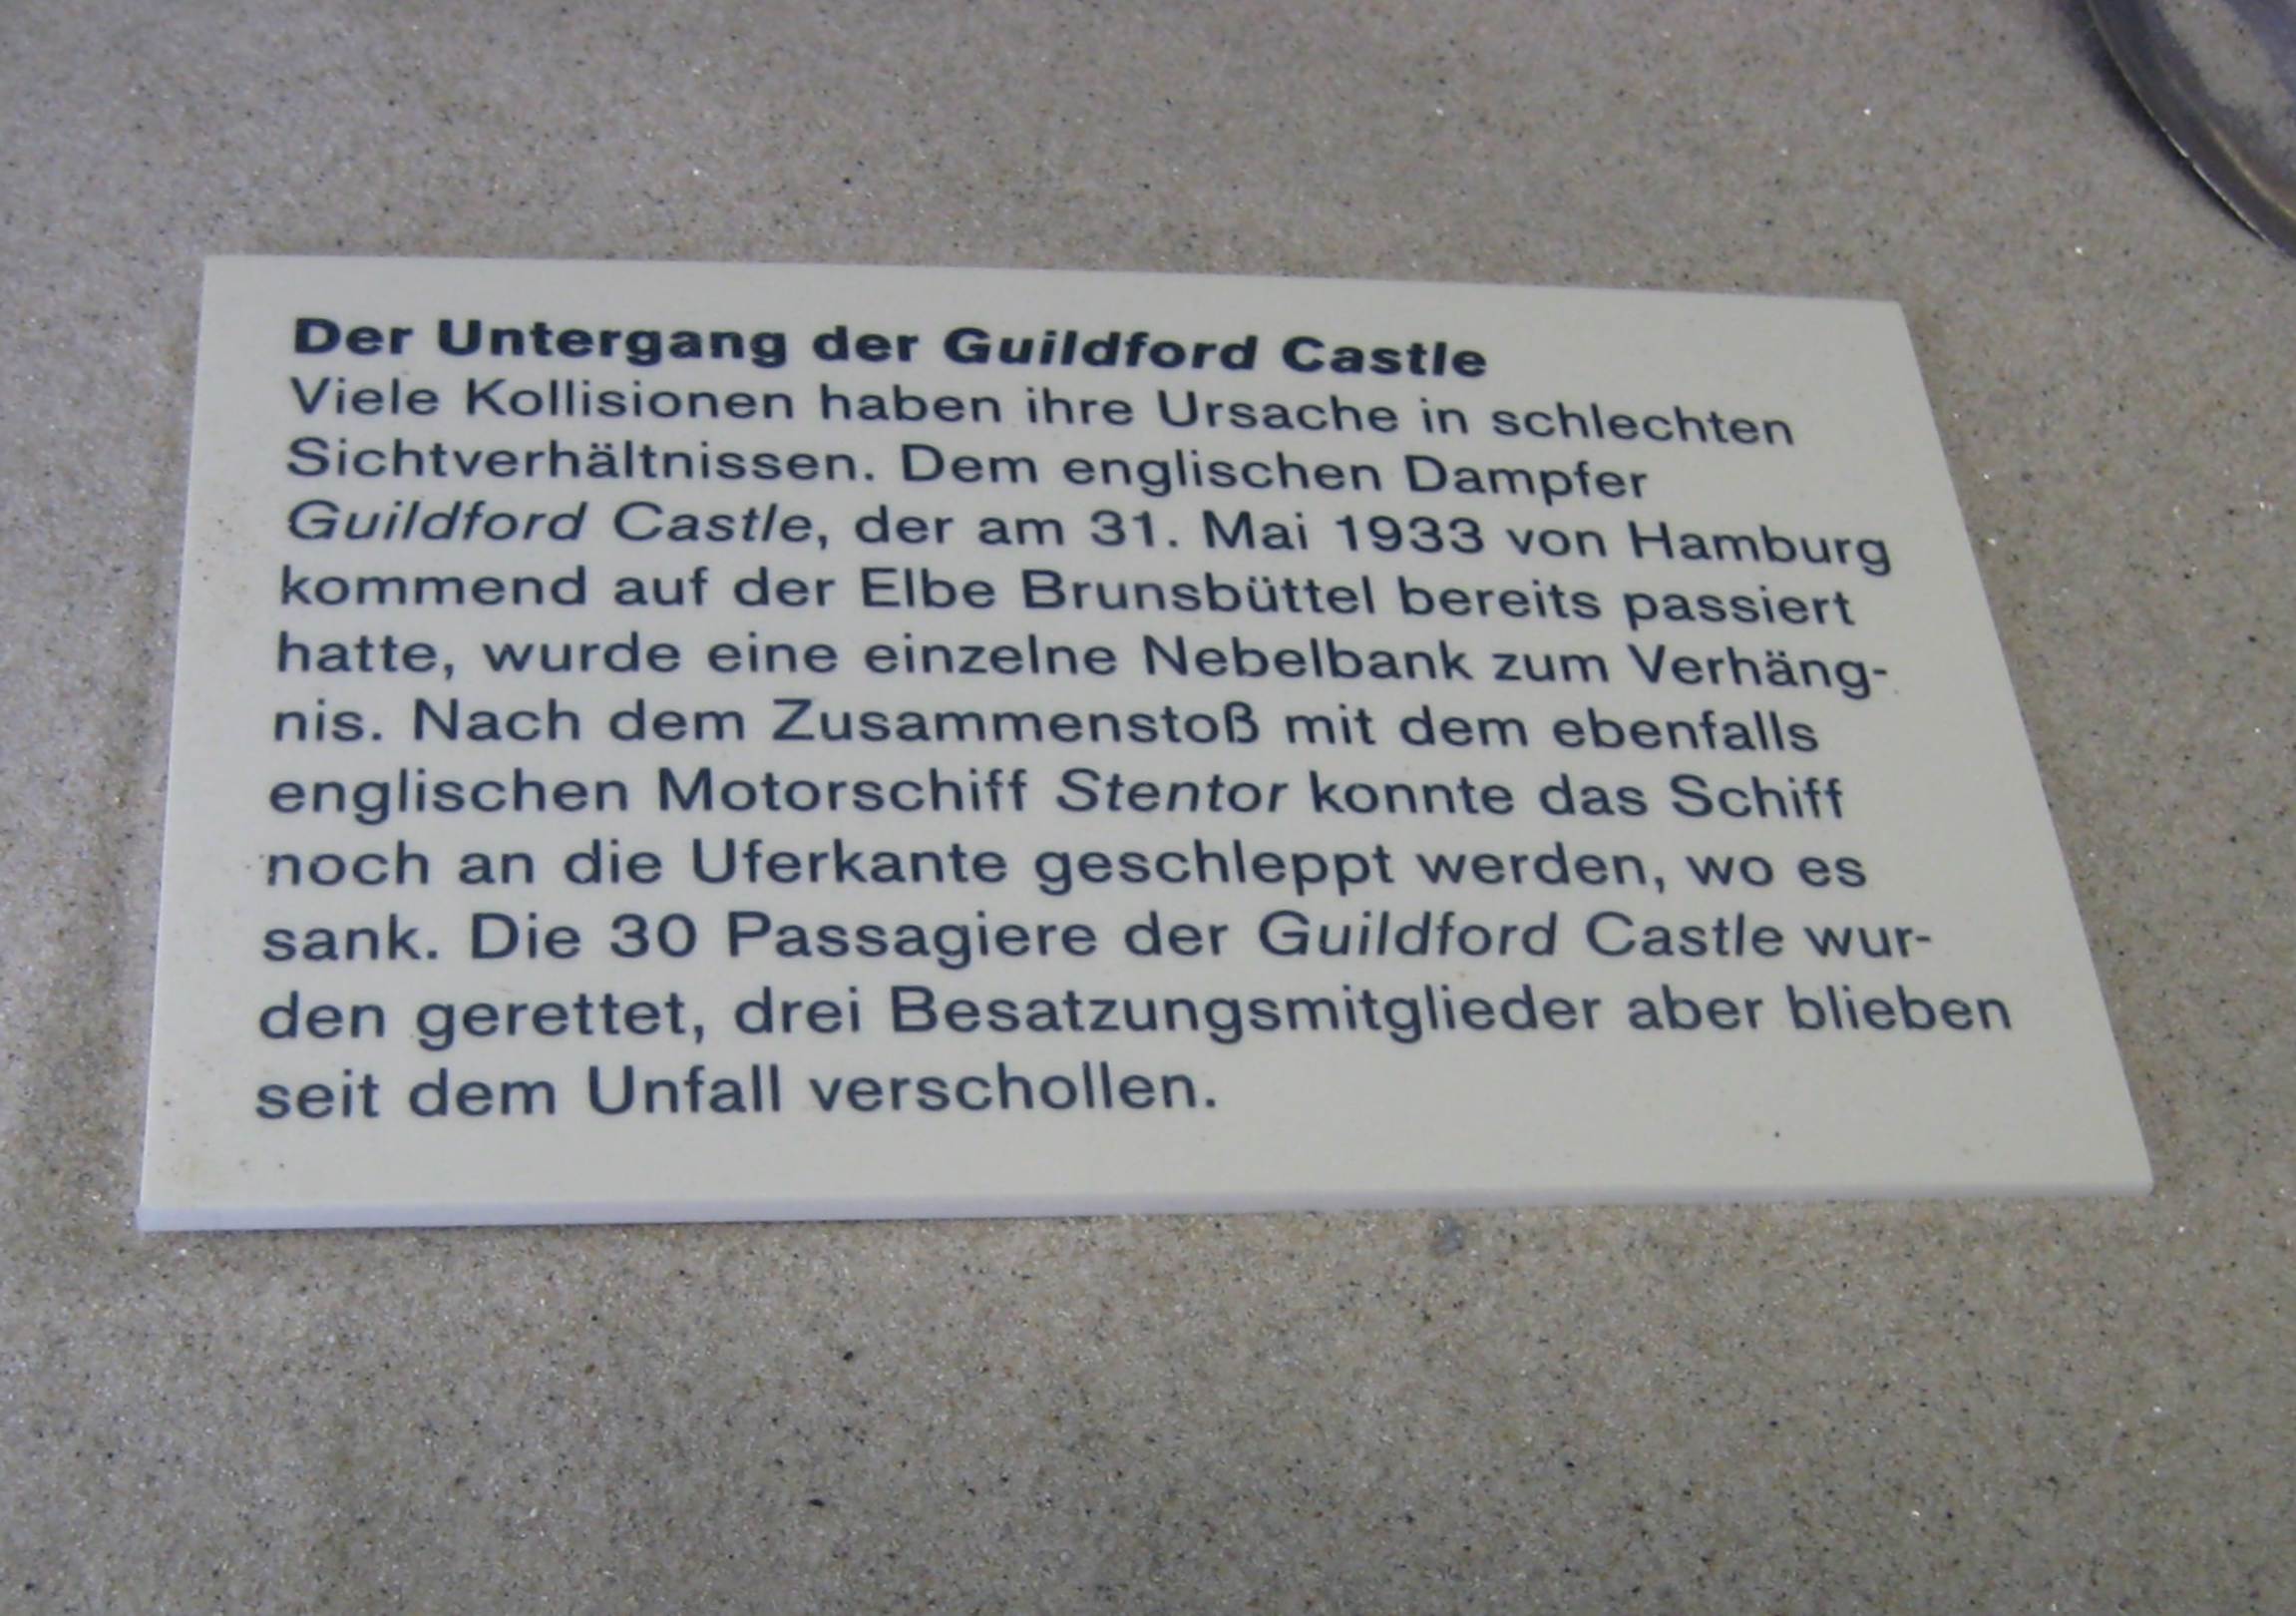 Der Untergang der Guildford Castle
Viele Kollisionen haben ihre Ursache in schlechten
Sichtverhältnissen. Dem englischen Dampfer
Guildford Castle, der am 31. Mai 1933 von Hamburg
kommend auf der Elbe Brunsbüttel bereits passiert
hatte, wurde eine einzelne Nebelbank zum Verhäng-
nis. Nach dem Zusammenstoß mit dem ebenfalls
englischen Motorschiff Stentor konnte das Schiff
noch an die Uferkante geschleppt werden, wo es
sank. Die 30 Passagiere der Guildford Castle wur-
den gerettet, drei Besatzungsmitglieder aber blieben
seit dem Unfall verschollen.